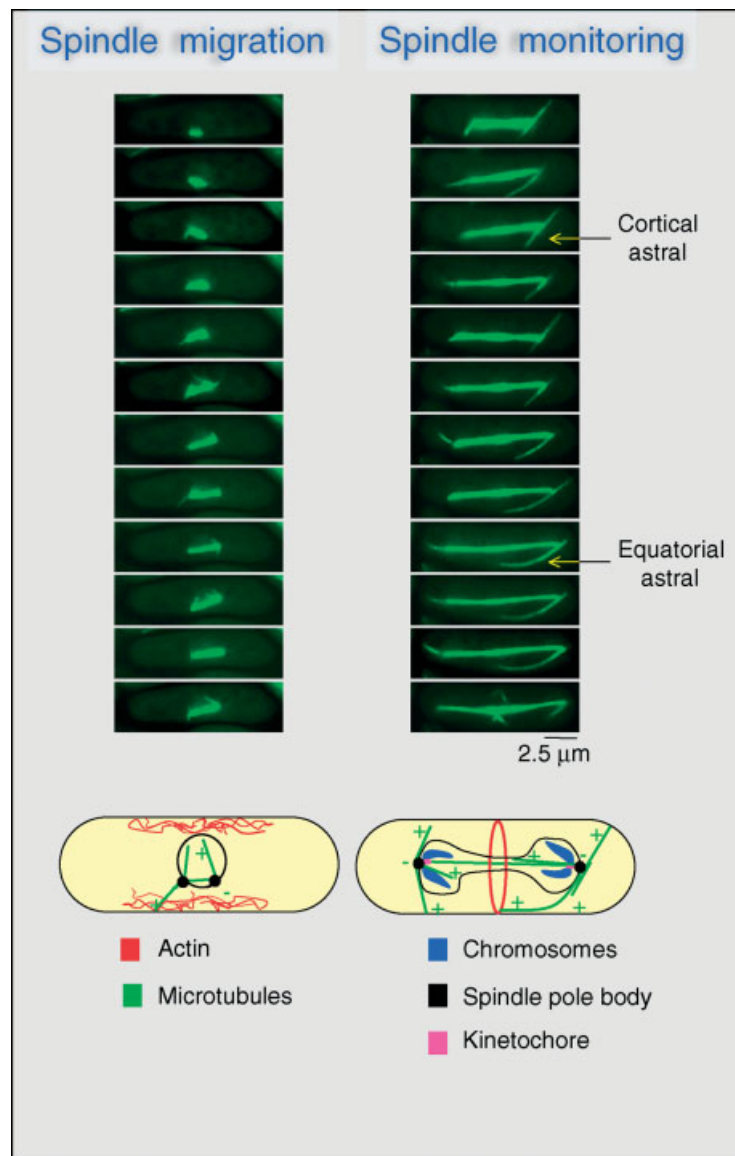 Spindle migration
Spindle monitoring
Cortical
astral
Equatorial
astral
2.5 μm
+
-
+
+
-
+
+
+
-
+
+
Actin
Microtubules
Chromosomes
Spindle pole body
Kinetochore